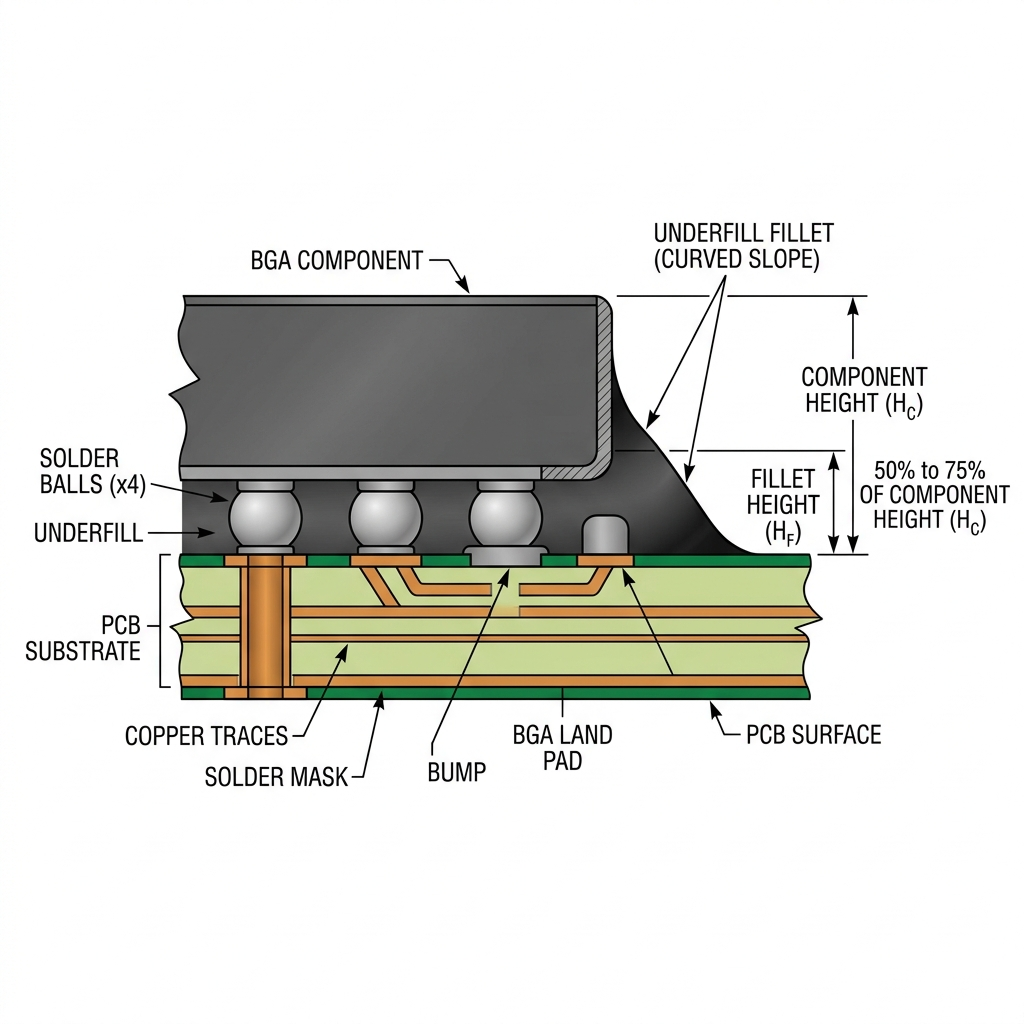 UNDERFILL FILLET
(CURVED SLOPE)
BGA COMPONENT
COMPONENT
HEIGHT (HC)
SOLDER
BALLS (x4)
UNDERFILL
FILLET
HEIGHT
(HF)
50% to 75%
OF COMPONENT
HEIGHT (HC)
PCB
SUBSTRATE
COPPER TRACES
SOLDER MASK
BUMP
BGA LAND
PAD
PCB SURFACE